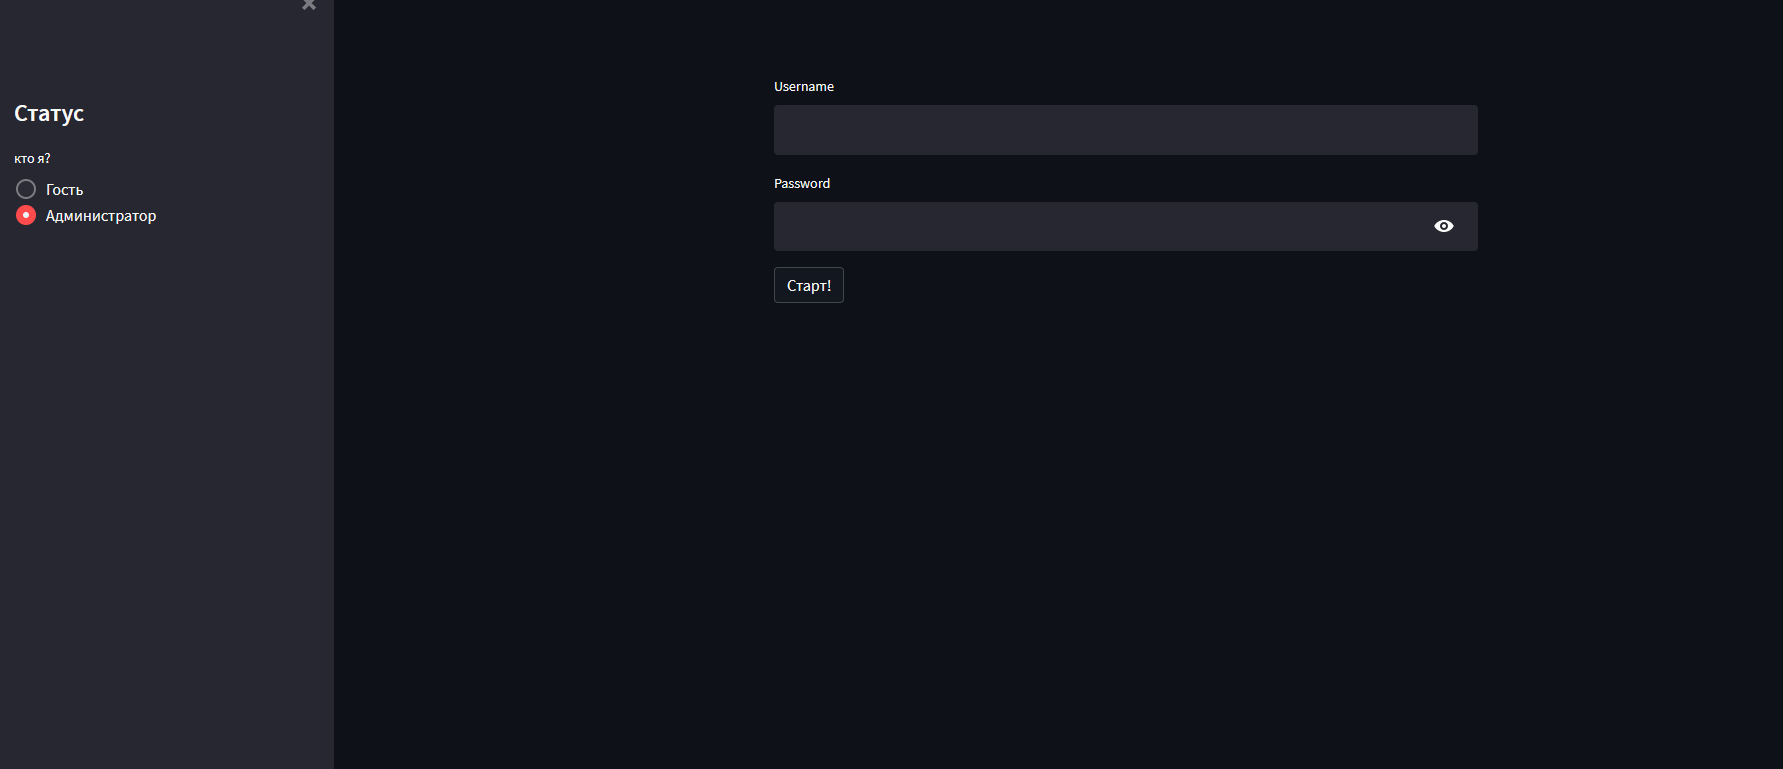 Статус
кто я?
Гость
Администратор
Username
Password
Старт!